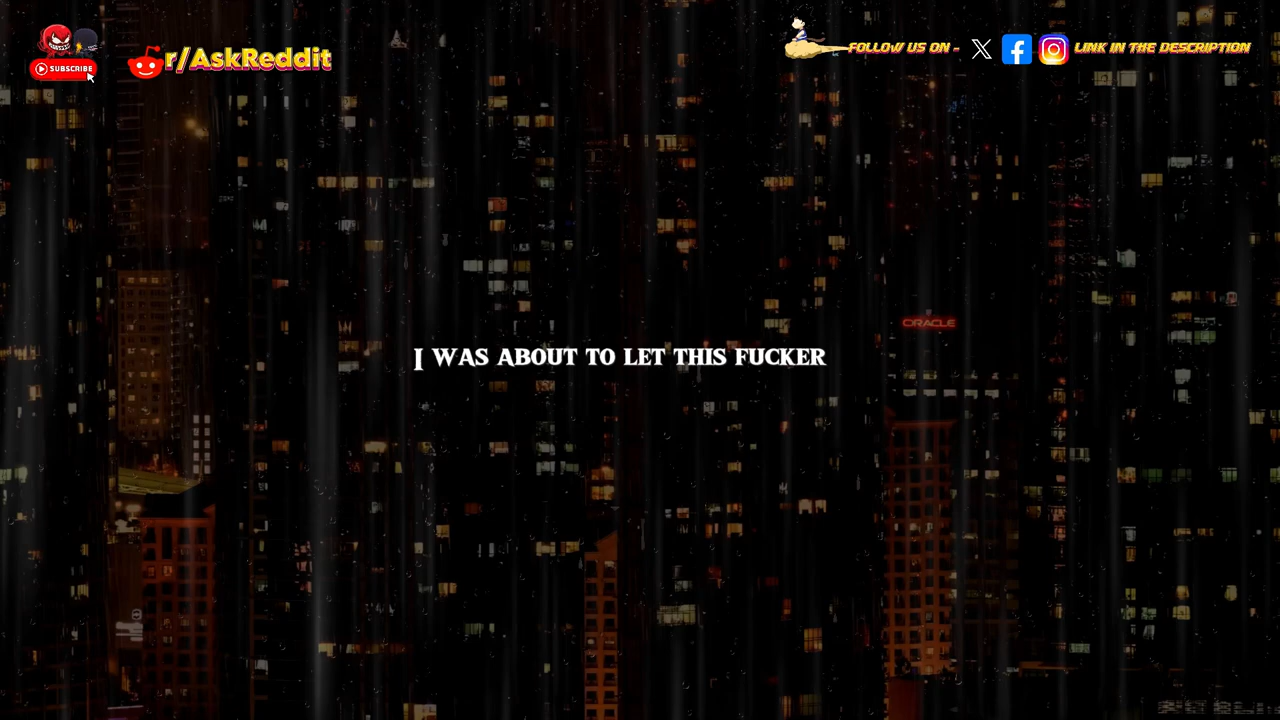 SUBSCRIBE
r/AskReddit
FOLLOW US ON -
LINK IN THE DESCRIPTION
ORACLE
I WAS ABOUT TO LET THIS FUCKER